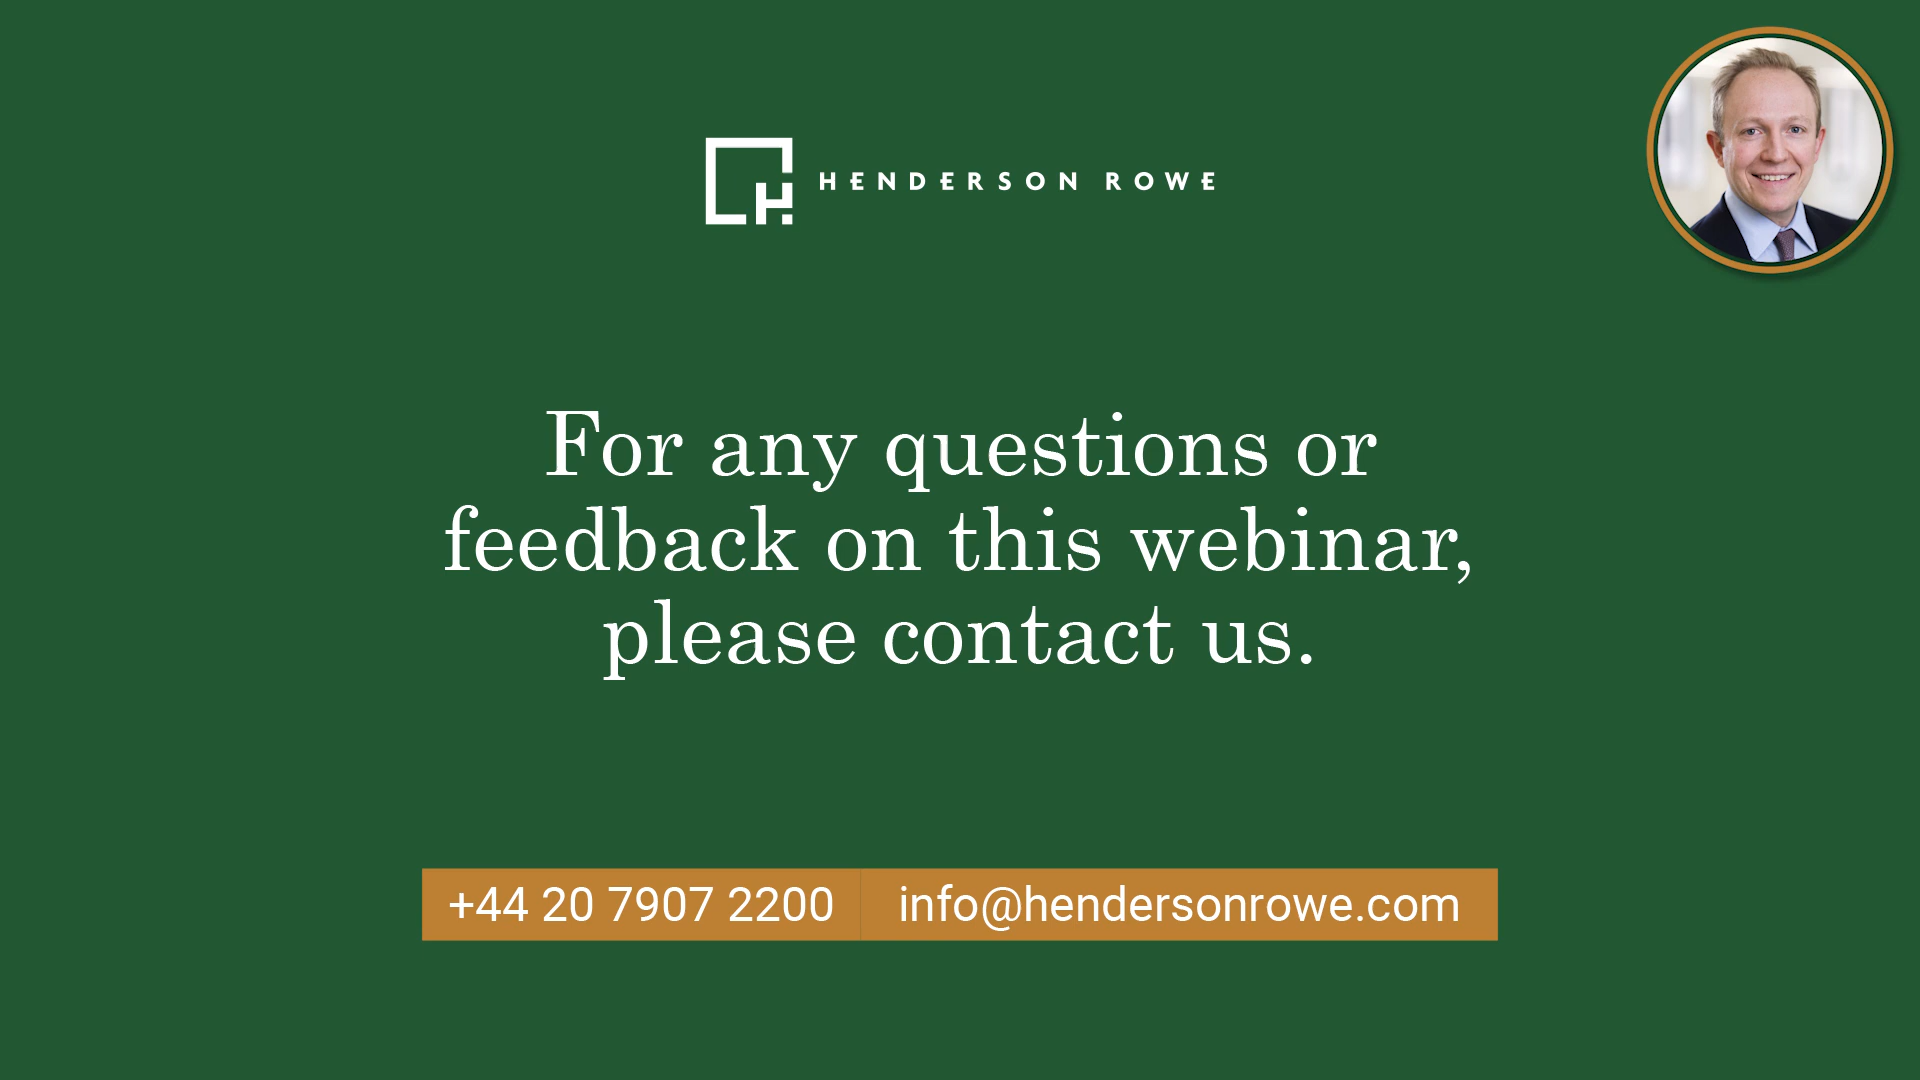 HENDERSON ROWE
For any questions or
feedback on this webinar,
please contact us.
+44 20 7907 2200
info@hendersonrowe.com